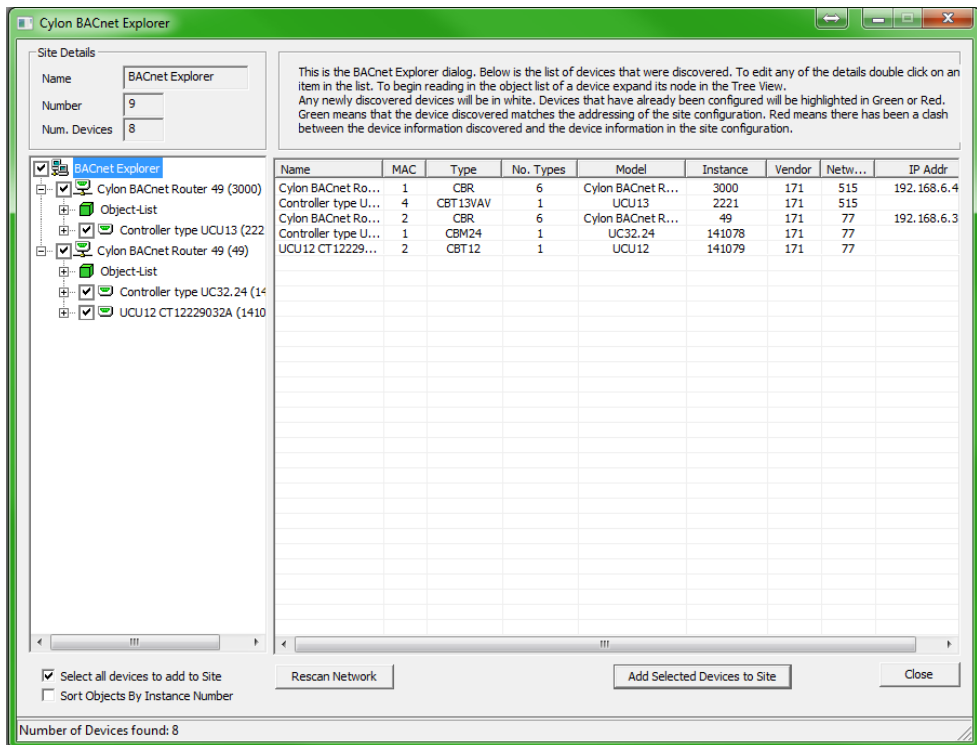 Cylon BACnet Explorer
Site Details
Name BACnet Explorer
Number 9
Num. Devices 8
This is the BACnet Explorer dialog. Below is the list of devices that were discovered. To edit any of the details double click on an
item in the list. To begin reading in the object list of a device expand its node in the Tree View.
Any newly discovered devices will be in white. Devices that have already been configured will be highlighted in Green or Red.
Green means that the device discovered matches the addressing of the site configuration. Red means there has been a clash
between the device information discovered and the device information in the site configuration.
BACnet Explorer
Cylon BACnet Router 49 (3000)
Object-List
Controller type UCU13 (222
Cylon BACnet Router 49 (49)
Object-List
Controller type UC32.24 (14
UCU12 CT12229032A (1410
Name MAC Type No. Types Model Instance Vendor Netw... IP Addr
Cylon BACnet Ro... 1 CBR 6 Cylon BACnet R... 3000 171 515 192.168.6.4
Controller type U... 4 CBT13VAV 1 UCU13 2221 171 515
Cylon BACnet Ro... 2 CBR 6 Cylon BACnet R... 49 171 77 192.168.6.3
Controller type U... 1 CBM24 1 UC32.24 141078 171 77
UCU12 CT12229... 2 CBT12 1 UCU12 141079 171 77
Select all devices to add to Site
Sort Objects By Instance Number
Rescan Network
Add Selected Devices to Site
Close
Number of Devices found: 8